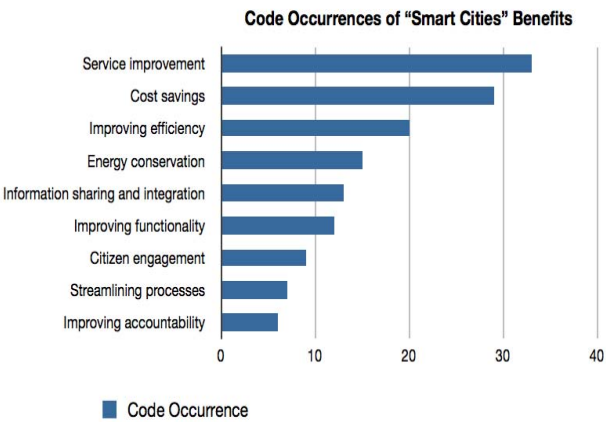 Code Occurrences of “Smart Cities” Benefits
Service improvement
Cost savings
Improving efficiency
Energy conservation
Information sharing and integration
Improving functionality
Citizen engagement
Streamlining processes
Improving accountability
0 10 20 30 40
Code Occurrence